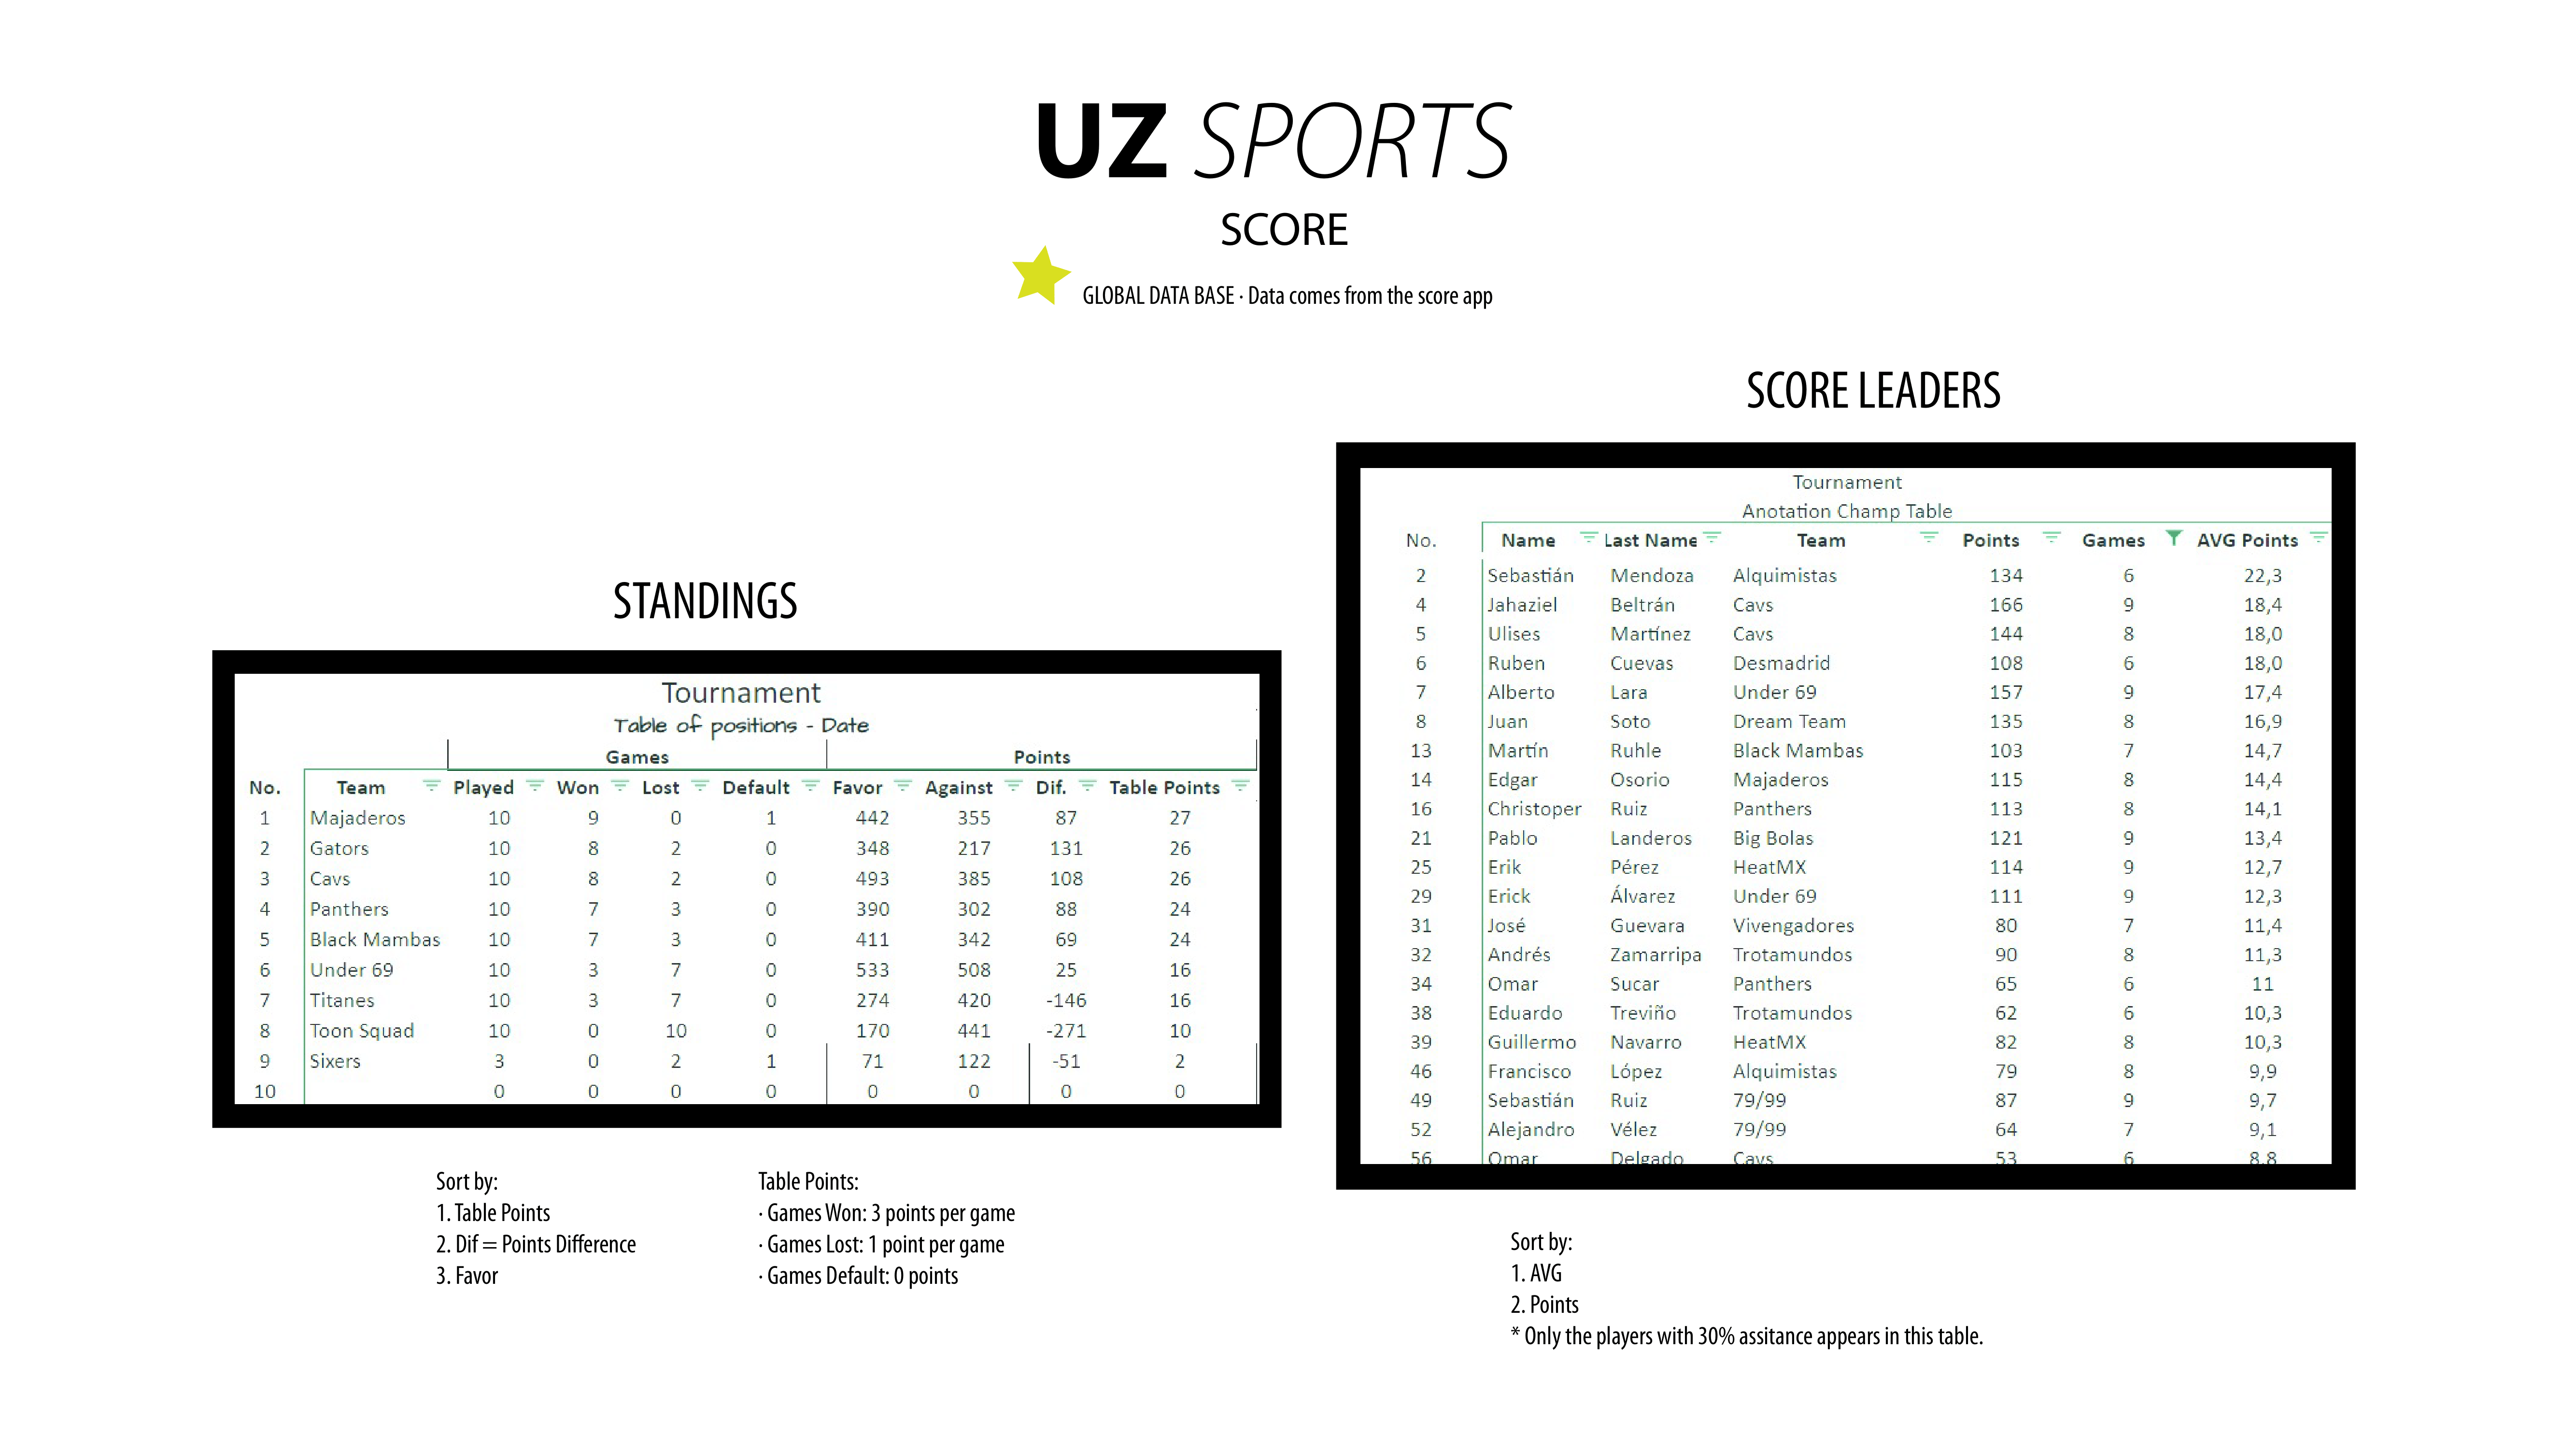 UZ SPORTS
SCORE
GLOBAL DATA BASE · Data comes from the score app
STANDINGS
Tournament
Table of positions - Date
Games Points
No. Team Played Won Lost Default Favor Against Dif. Table Points
1 Majaderos 10 9 0 1 442 355 87 27
2 Gators 10 8 2 0 348 217 131 26
3 Cavs 10 8 2 0 493 385 108 26
4 Panthers 10 7 3 0 390 302 88 24
5 Black Mambas 10 7 3 0 411 342 69 24
6 Under 69 10 3 7 0 533 508 25 16
7 Titanes 10 3 7 0 274 420 -146 16
8 Toon Squad 10 0 10 0 170 441 -271 10
9 Sixers 3 0 2 1 71 122 -51 2
10 0 0 0 0 0 0 0 0
Sort by:
1. Table Points
2. Dif = Points Difference
3. Favor
Table Points:
· Games Won: 3 points per game
· Games Lost: 1 point per game
· Games Default: 0 points
SCORE LEADERS
Tournament
Anotation Champ Table
No. Name Last Name Team Points Games AVG Points
2 Sebastián Mendoza Alquimistas 134 6 22,3
4 Jahaziel Beltrán Cavs 166 9 18,4
5 Ulises Martínez Cavs 144 8 18,0
6 Ruben Cuevas Desmadrid 108 6 18,0
7 Alberto Lara Under 69 157 9 17,4
8 Juan Soto Dream Team 135 8 16,9
13 Martín Ruhle Black Mambas 103 7 14,7
14 Edgar Osorio Majaderos 115 8 14,4
16 Christoper Ruiz Panthers 113 8 14,1
21 Pablo Landeros Big Bolas 121 9 13,4
25 Erik Pérez HeatMX 114 9 12,7
29 Erick Álvarez Under 69 111 9 12,3
31 José Guevara Vivengadores 80 7 11,4
32 Andrés Zamarripa Trotamundos 90 8 11,3
34 Omar Sucar Panthers 65 6 11
38 Eduardo Treviño Trotamundos 62 6 10,3
39 Guillermo Navarro HeatMX 82 8 10,3
46 Francisco López Alquimistas 79 8 9,9
49 Sebastián Ruiz 79/99 87 9 9,7
52 Alejandro Vélez 79/99 64 7 9,1
56 Omar Delgado Cavs 53 6 8,8
Sort by:
1. AVG
2. Points
* Only the players with 30% assitance appears in this table.